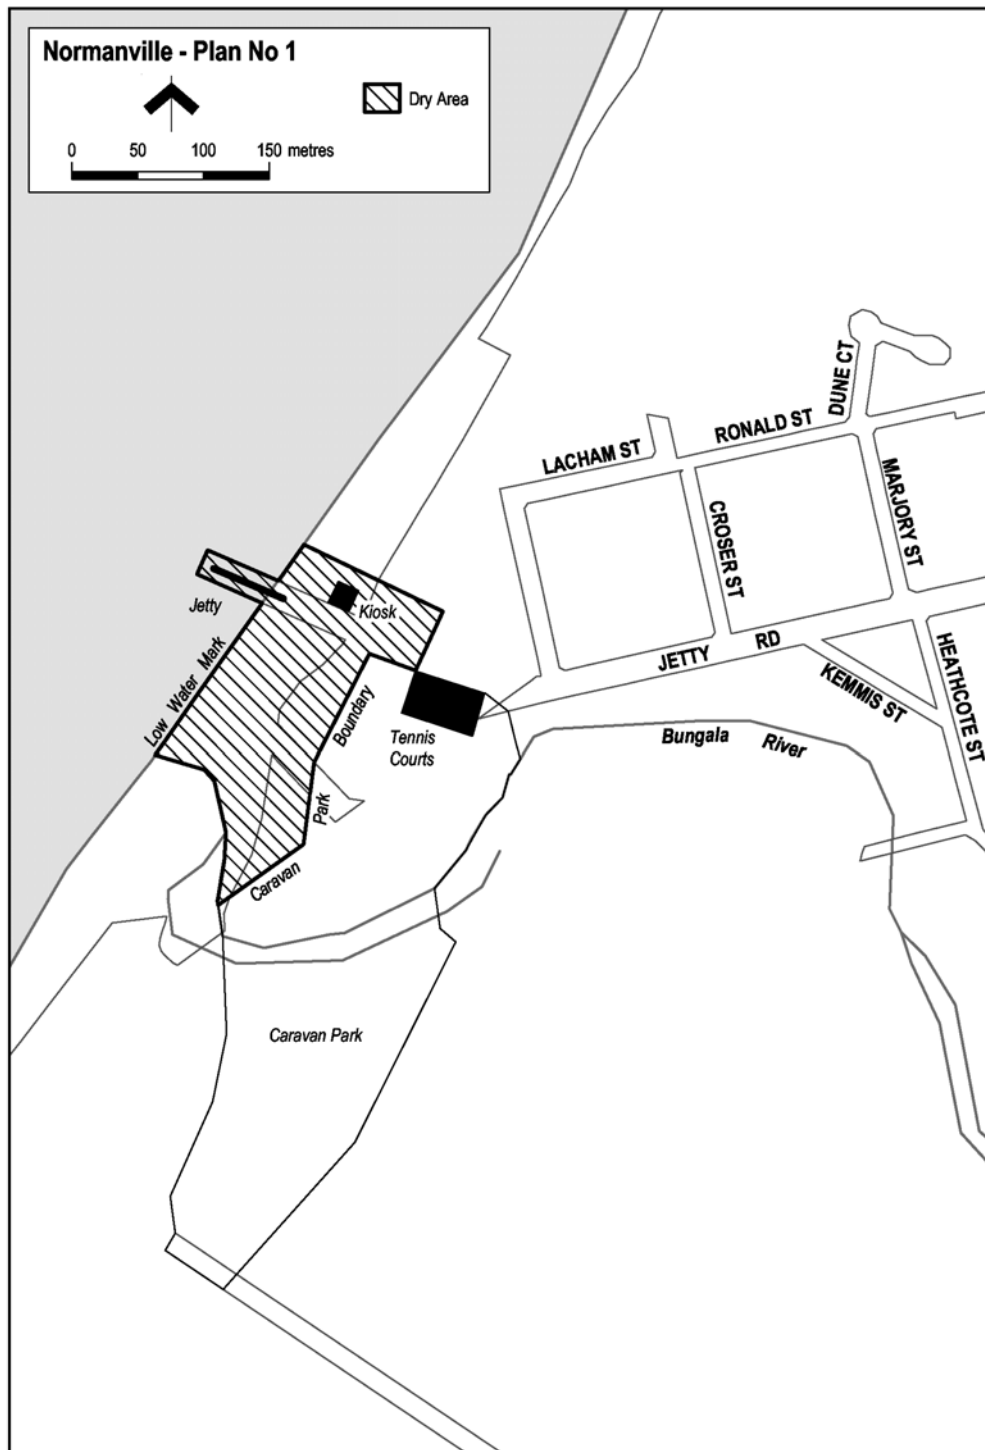 Normanville - Plan No 1
Dry Area
0 50 100 150 metres
DUNE CT
RONALD ST
LACHAM ST
MARJORY ST
CROSER ST
Jetty
Kiosk
JETTY RD
HEATHCOTE ST
KEMMIS ST
Low Water Mark
Tennis
Courts
Bungala River
Caravan Park Boundary
Caravan Park